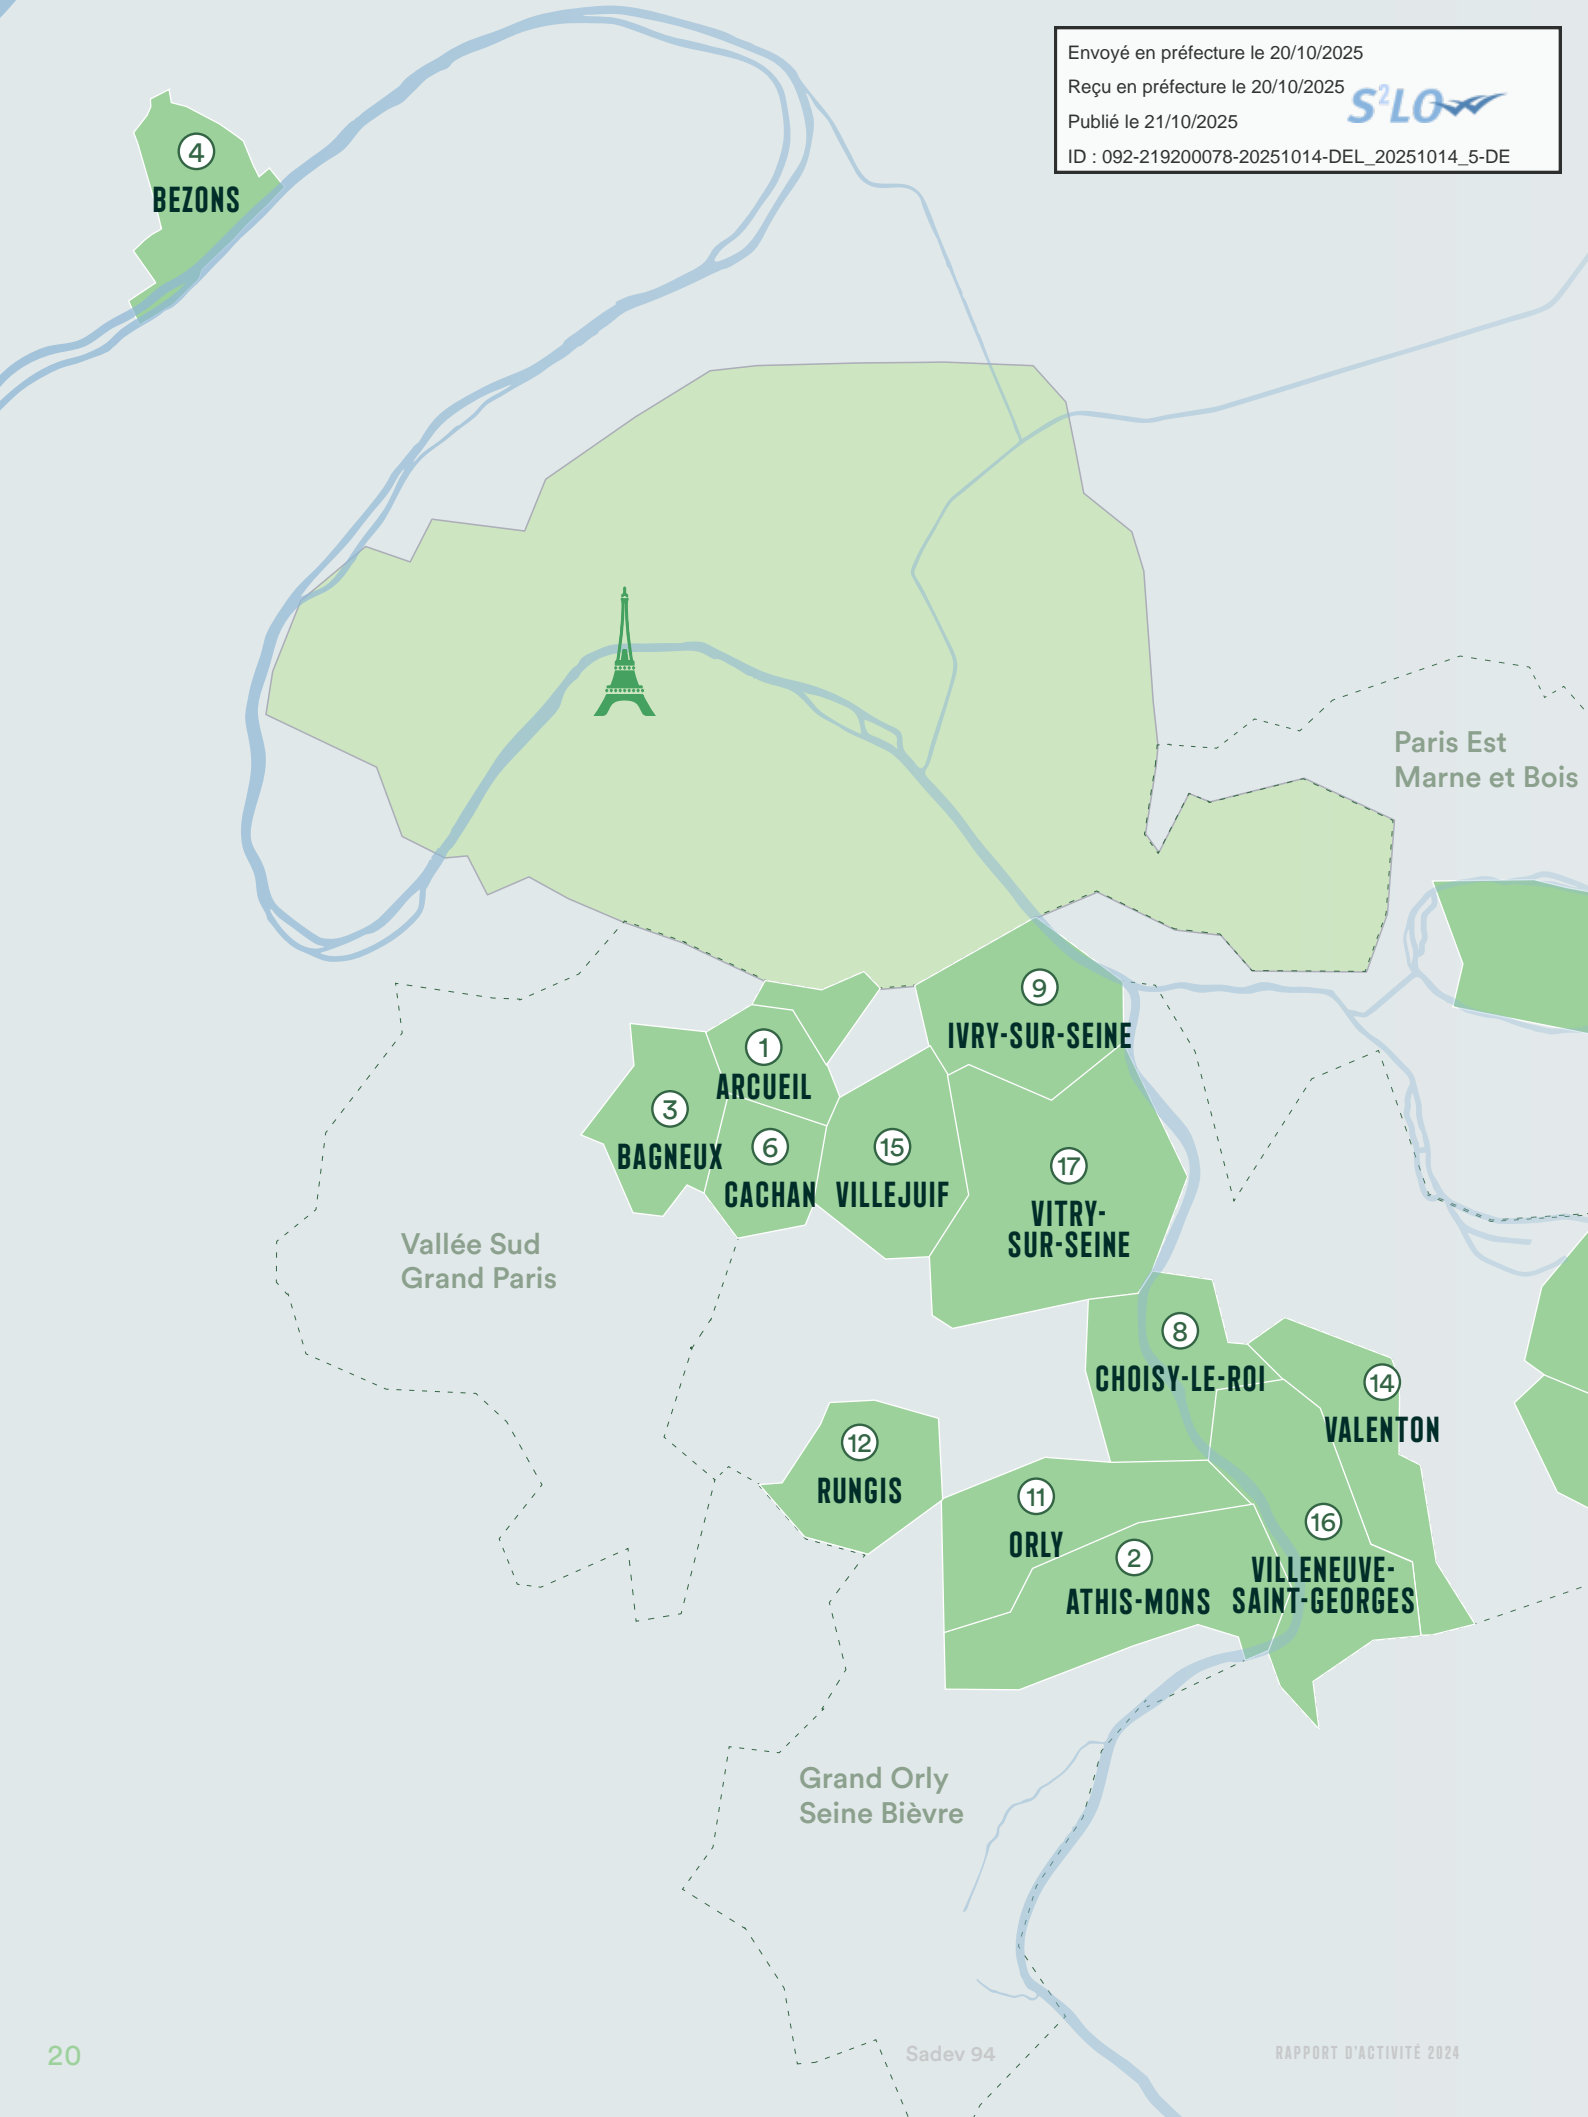 Envoyé en préfecture le 20/10/2025
Reçu en préfecture le 20/10/2025
S²LOW
Publié le 21/10/2025
ID : 092-219200078-20251014-DEL_20251014_5-DE
4
BEZONS
Paris Est
Marne et Bois
9
IVRY-SUR-SEINE
1
ARCUEIL
3
BAGNEUX
6
CACHAN
15
VILLEJUIF
17
VITRY-
SUR-SEINE
Vallée Sud
Grand Paris
8
CHOISY-LE-ROI
14
VALENTON
12
RUNGIS
11
ORLY
2
ATHIS-MONS
16
VILLENEUVE-
SAINT-GEORGES
Grand Orly
Seine Bièvre
20
Sadev 94
RAPPORT D'ACTIVITÉ 2024